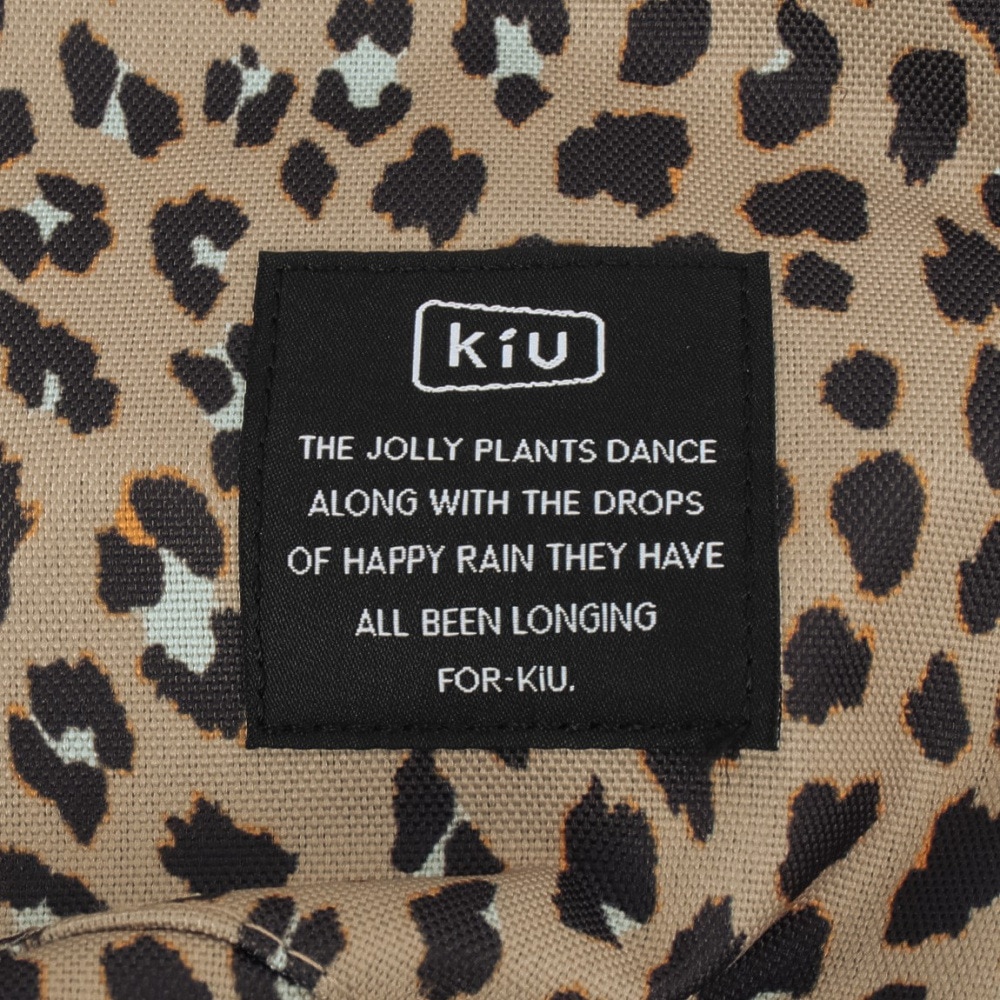 KiU
THE JOLLY PLANTS DANCE
ALONG WITH THE DROPS
OF HAPPY RAIN THEY HAVE
ALL BEEN LONGING
FOR-KiU.